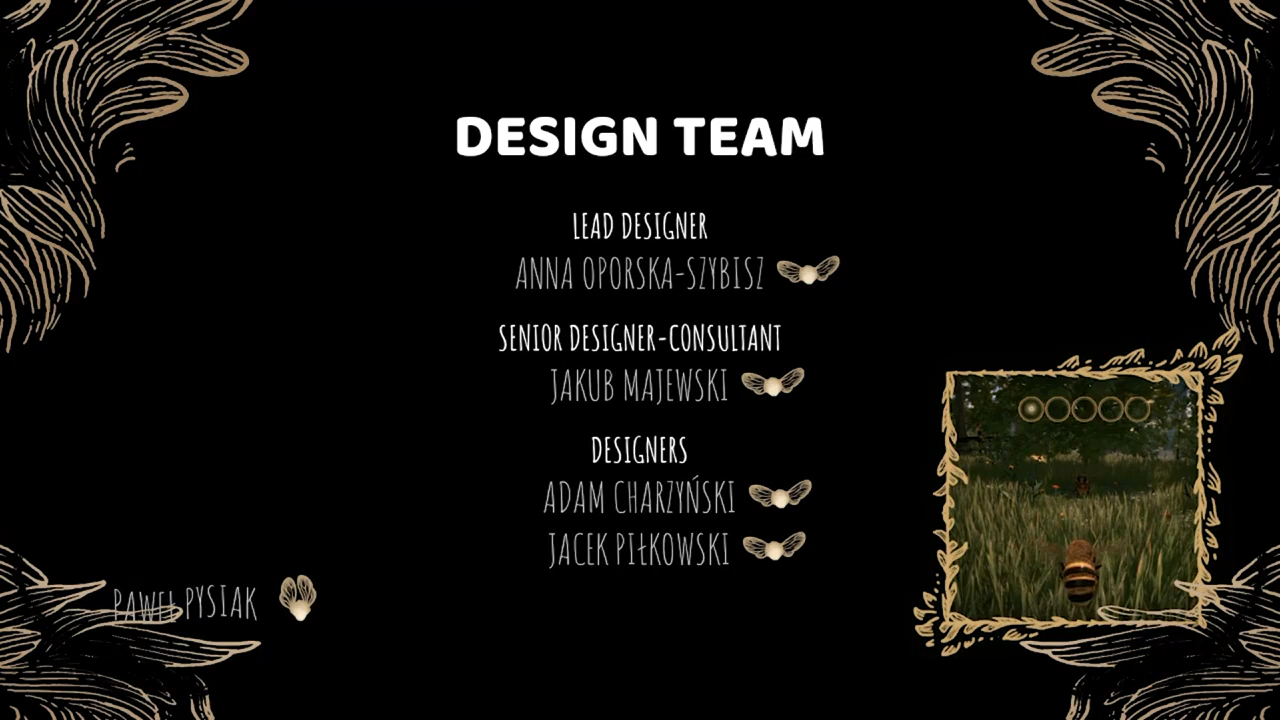 DESIGN TEAM
LEAD DESIGNER
ANNA OPORSKA-SZYBISZ
SENIOR DESIGNER-CONSULTANT
JAKUB MAJEWSKI
DESIGNERS
ADAM CHARZYŃSKI
JACEK PIŁKOWSKI
PAWEŁ PYSIAK